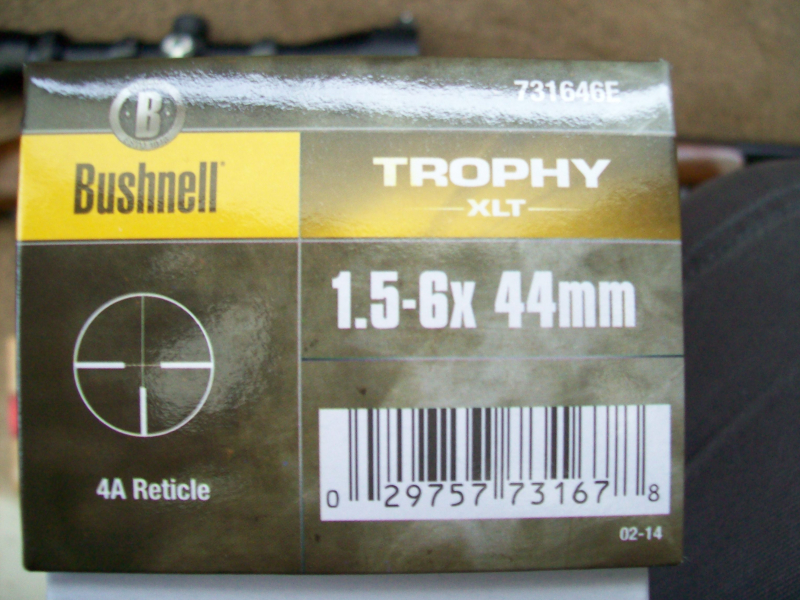 731646E
B
Bushnell®
TROPHY
XLT
1.5-6x 44mm
4A Reticle
0 29757 73167 8
02-14